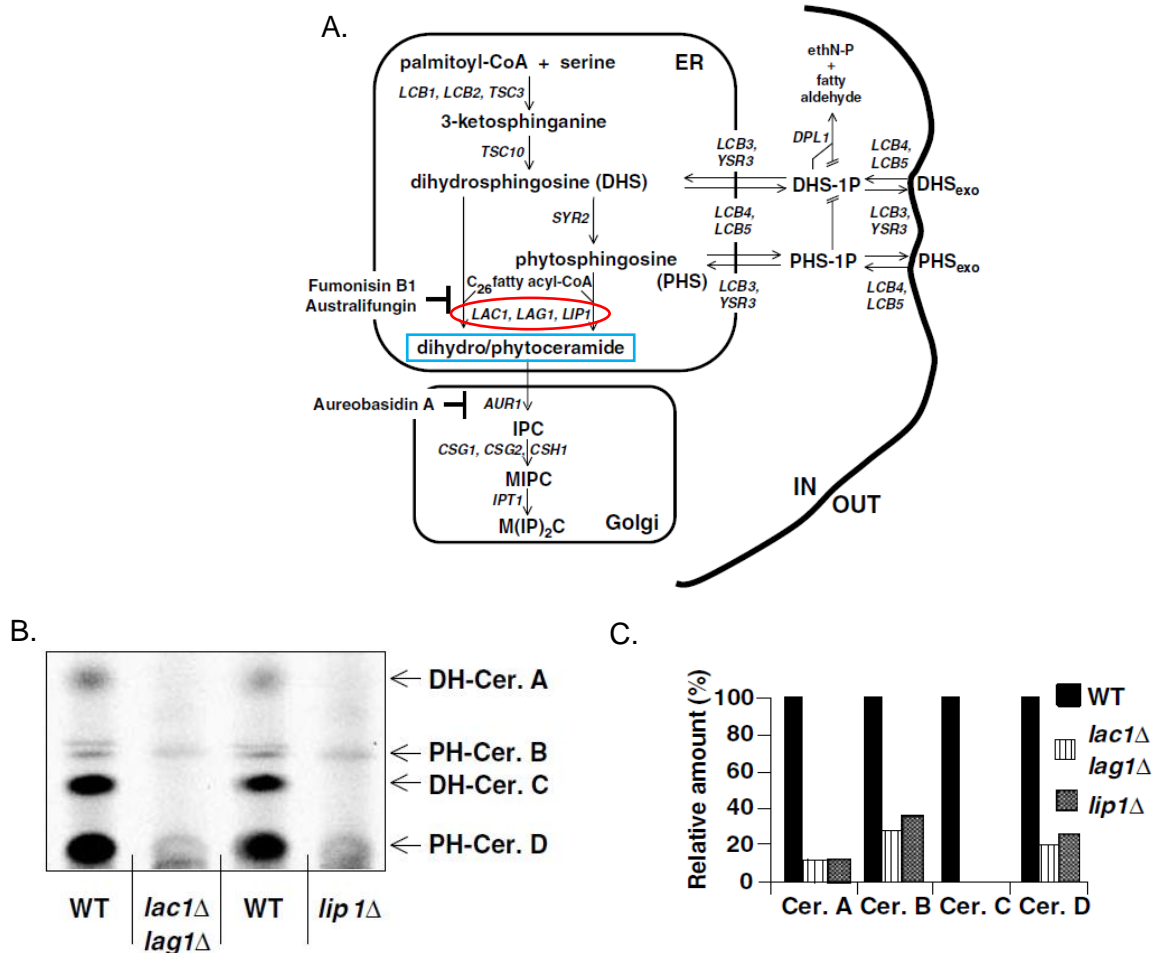 A.
palmitoyl-CoA + serine
ER
LCB1, LCB2, TSC3
3-ketosphinganine
TSC10
dihydrosphingosine (DHS)
SYR2
phytosphingosine
(PHS)
C26 fatty acyl-CoA
Fumonisin B1
Australifungin
LAC1, LAG1, LIP1
dihydro/phytoceramide
Aureobasidin A
AUR1
IPC
CSG1, CSG2, CSH1
MIPC
IPT1
M(IP)2C
Golgi
LCB3,
YSR3
LCB4,
LCB5
LCB3,
YSR3
ethN-P
+
fatty
aldehyde
DPL1
LCB4,
LCB5
DHS-1P
DHSexo
LCB3,
YSR3
PHS-1P
PHSexo
LCB4,
LCB5
IN
OUT
B.
DH-Cer. A
PH-Cer. B
DH-Cer. C
PH-Cer. D
WT
lac1Δ
lag1Δ
WT
lip 1Δ
C.
Relative amount (%)
100
80
60
40
20
0
Cer. A
Cer. B
Cer. C
Cer. D
WT
lac1Δ
lag1Δ
lip1Δ